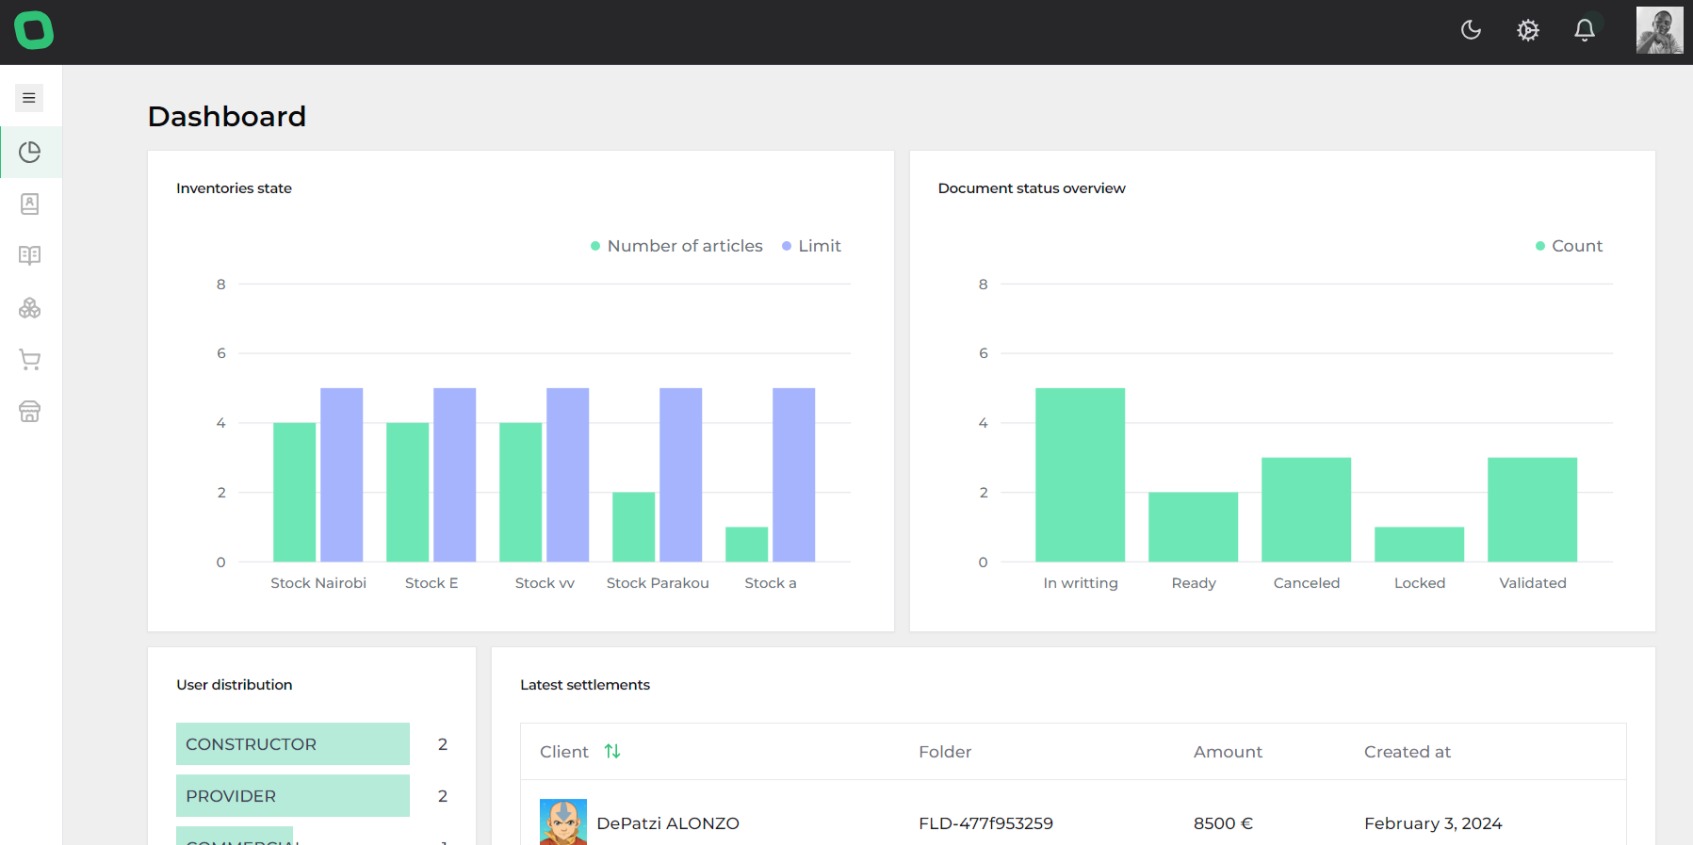 Dashboard
Inventories state
Number of articles Limit
8
6
4
2
0
Stock Nairobi Stock E Stock vv Stock Parakou Stock a
Document status overview
Count
8
6
4
2
0
In writting Ready Canceled Locked Validated
User distribution
CONSTRUCTOR 2
PROVIDER 2
COMMERCIAL 1
Latest settlements
Client Folder Amount Created at
DePatzi ALONZO FLD-477f953259 8500 € February 3, 2024